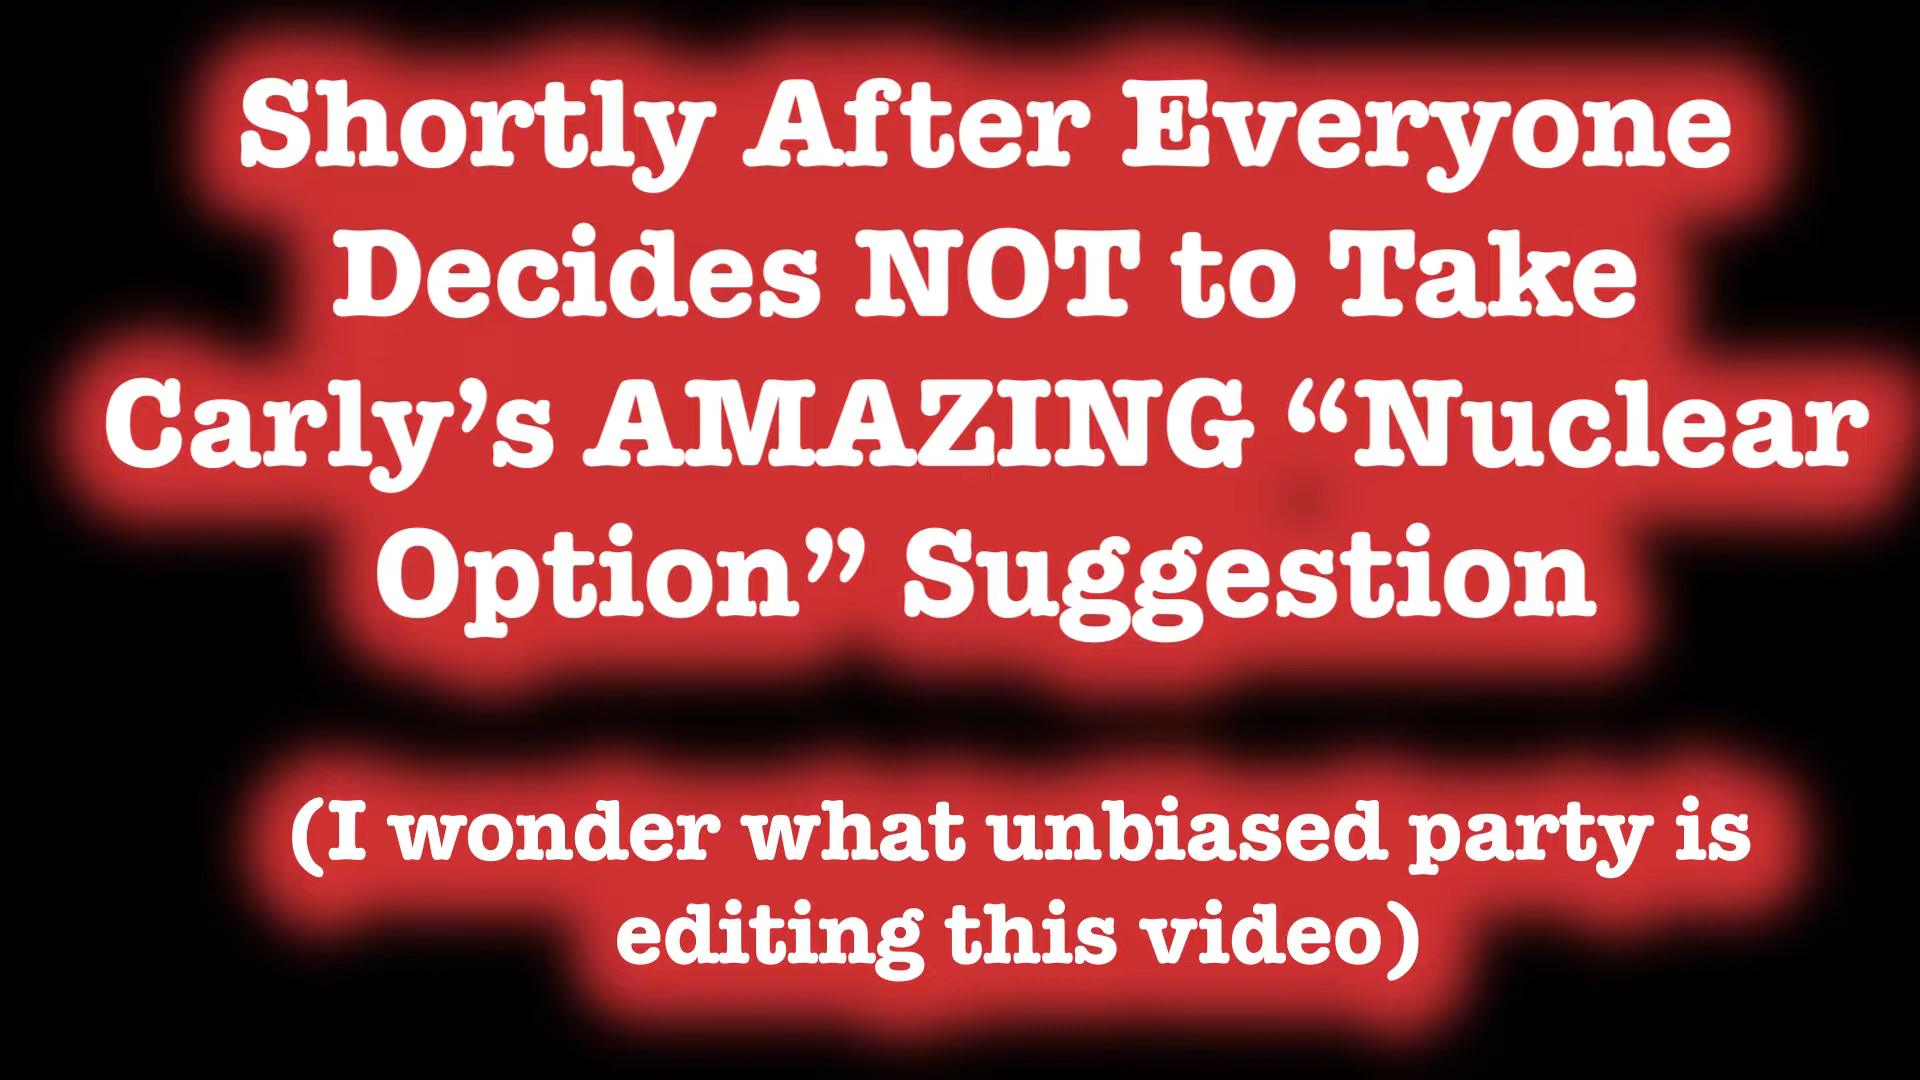 Shortly After Everyone
Decides NOT to Take
Carly’s AMAZING “Nuclear
Option” Suggestion
(I wonder what unbiased party is
editing this video)